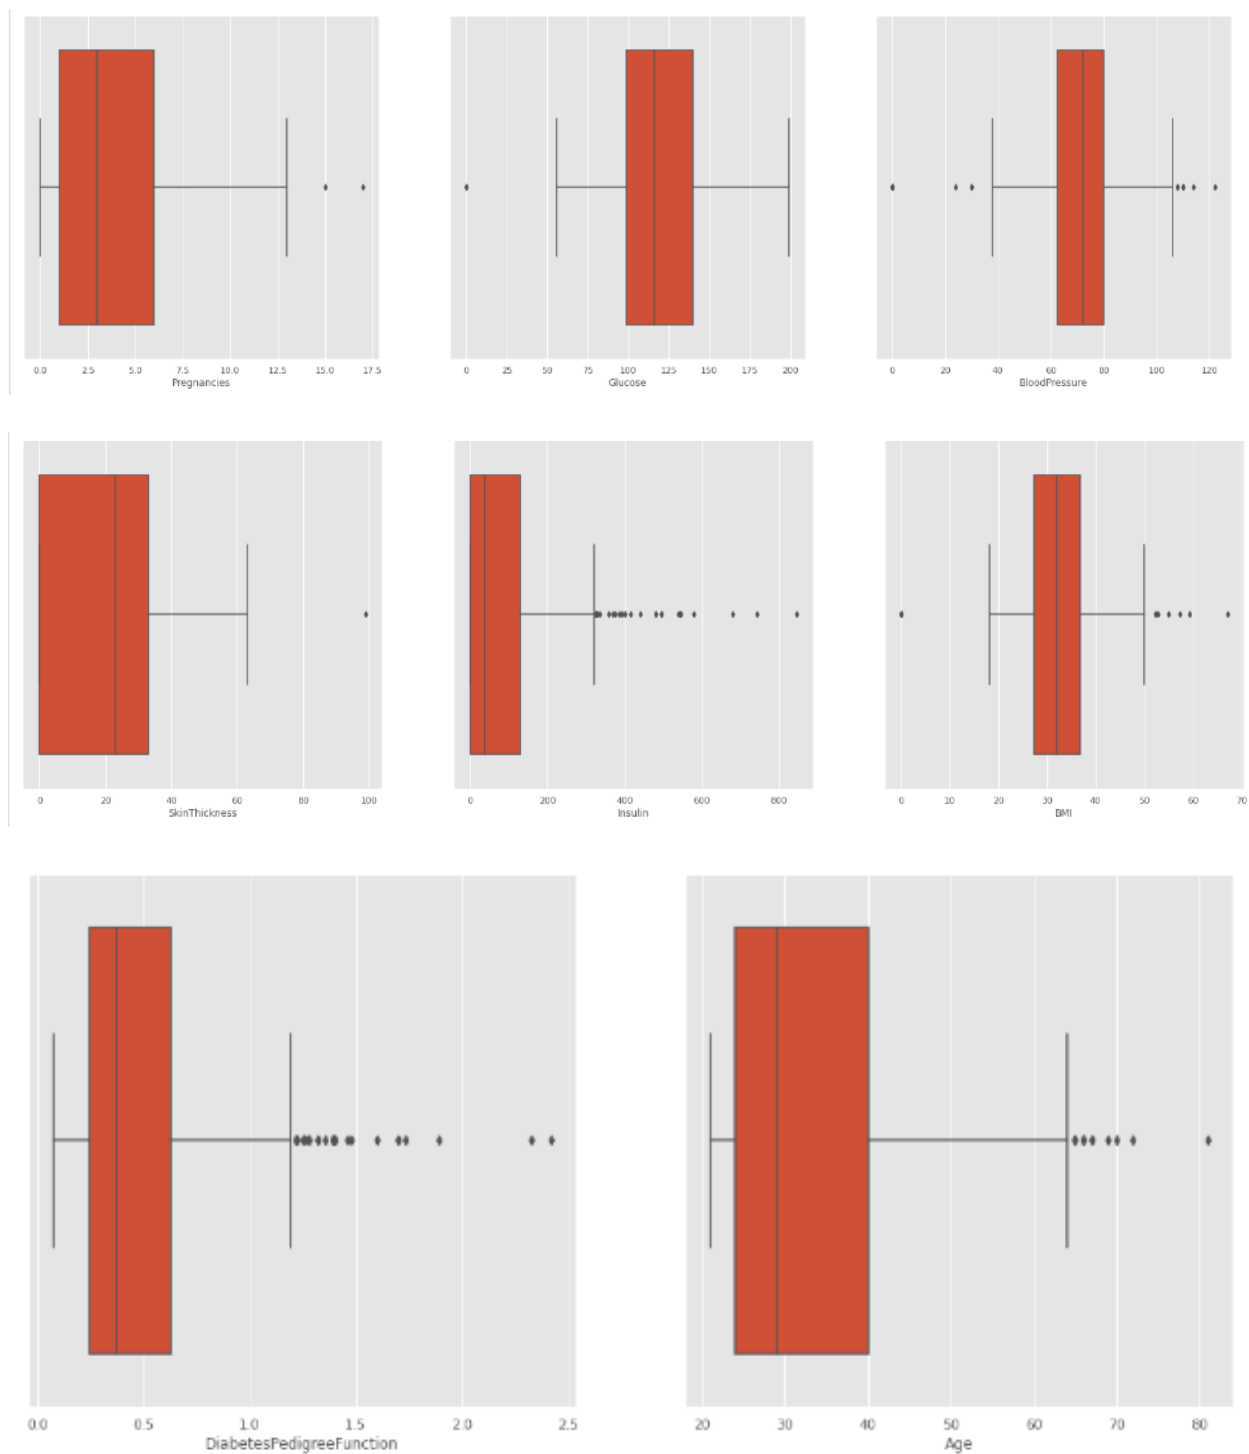 0.0 2.5 5.0 7.5 10.0 12.5 15.0 17.5
Pregnancies
0 25 50 75 100 125 150 175 200
Glucose
0 20 40 60 80 100 120
BloodPressure
0 20 40 60 80 100
SkinThickness
0 200 400 600 800
Insulin
0 10 20 30 40 50 60 70
BMI
0.0 0.5 1.0 1.5 2.0 2.5
DiabetesPedigreeFunction
20 30 40 50 60 70 80
Age